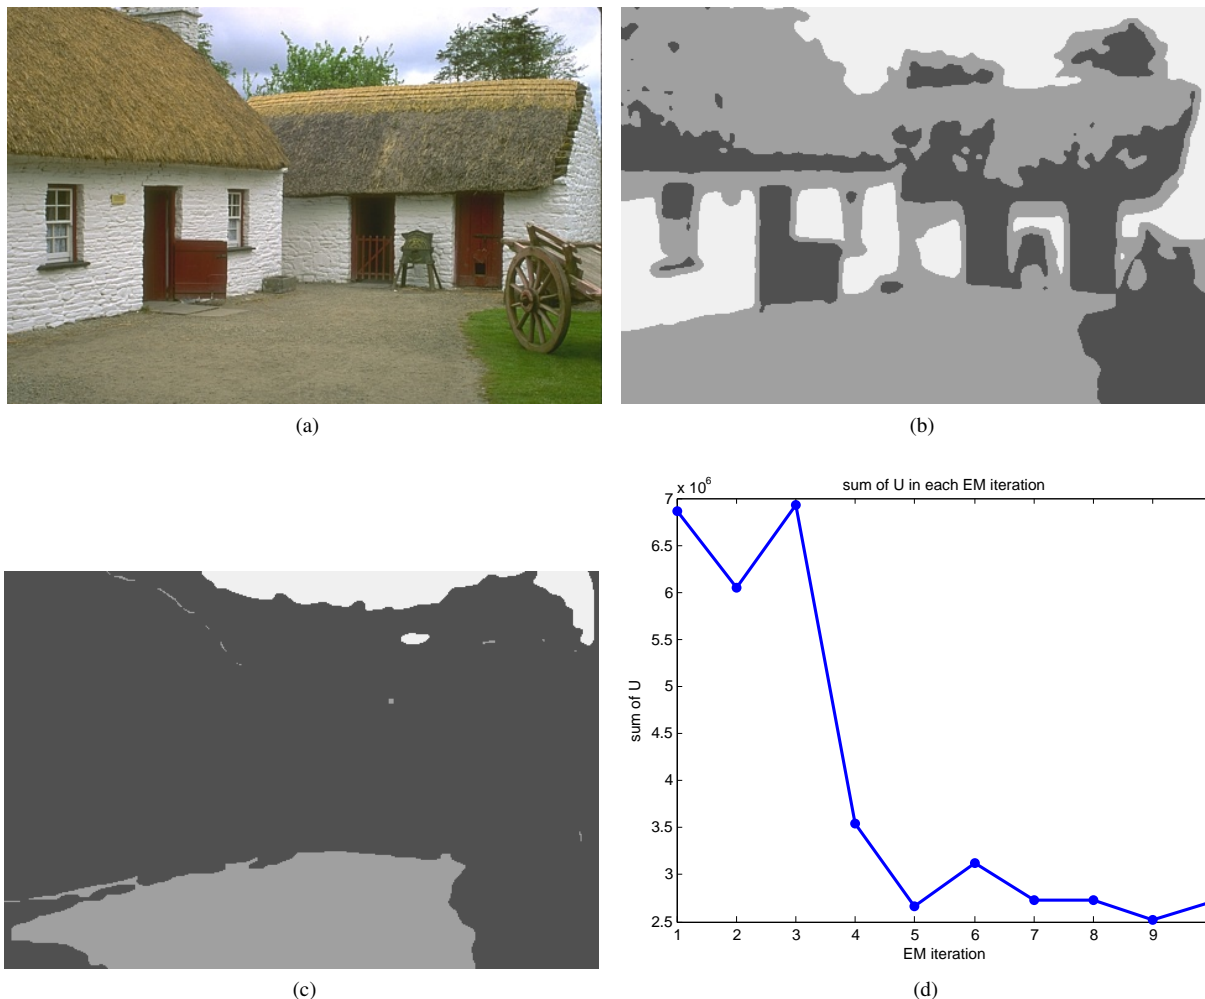 (a)
(b)
x 10^6
sum of U in each EM iteration
7
6.5
6
5.5
5
4.5
4
3.5
3
2.5
sum of U
1 2 3 4 5 6 7 8 9
EM iteration
(c)
(d)